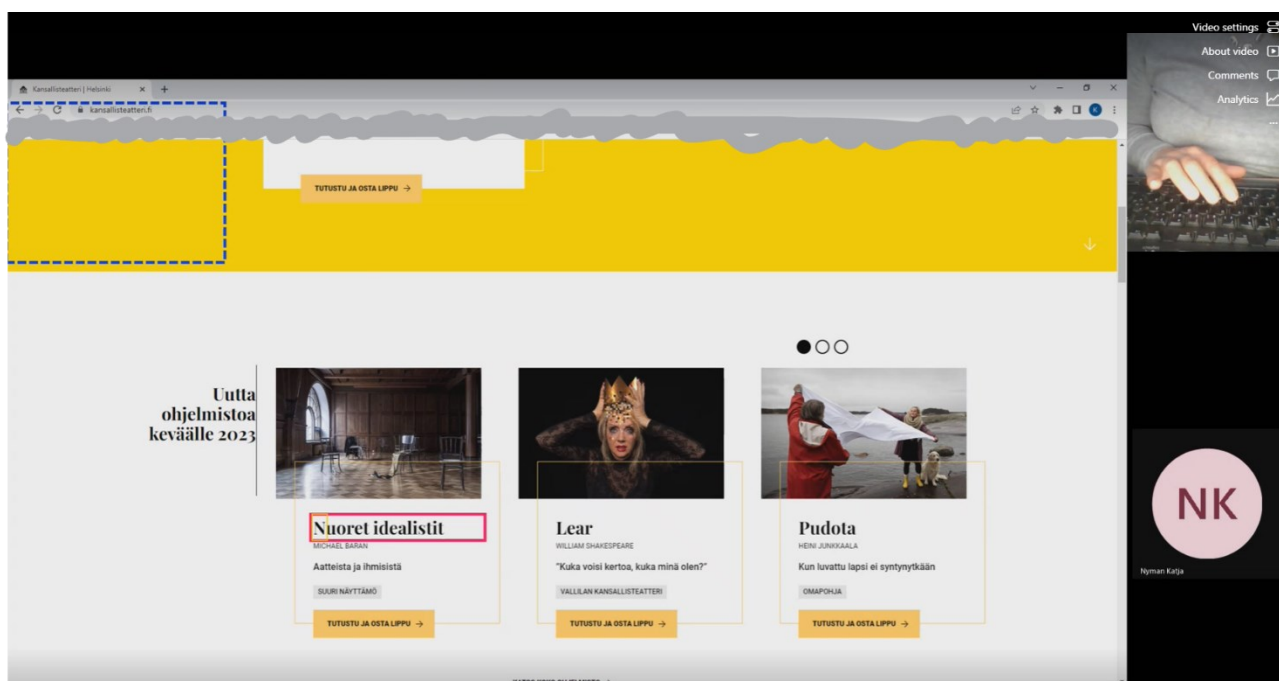 Video settings
About video
Comments
Analytics
Kansallisteatteri | Helsinki
kansallisteatteri.fi
K
TUTUSTU JA OSTA LIPPU →
Uutta
ohjelmistoa
keväälle 2023
Nuoret idealistit
MICHAEL BARAN
Aatteista ja ihmisistä
SUURI NÄYTTÄMÖ
TUTUSTU JA OSTA LIPPU →
Lear
WILLIAM SHAKESPEARE
"Kuka voisi kertoa, kuka minä olen?"
VALLILAN KANSALLISTEATTERI
TUTUSTU JA OSTA LIPPU →
Pudota
HEINI JUNKKAALA
Kun luvattu lapsi ei syntynytkään
OMAPOHJA
TUTUSTU JA OSTA LIPPU →
NK
Nyman Katja